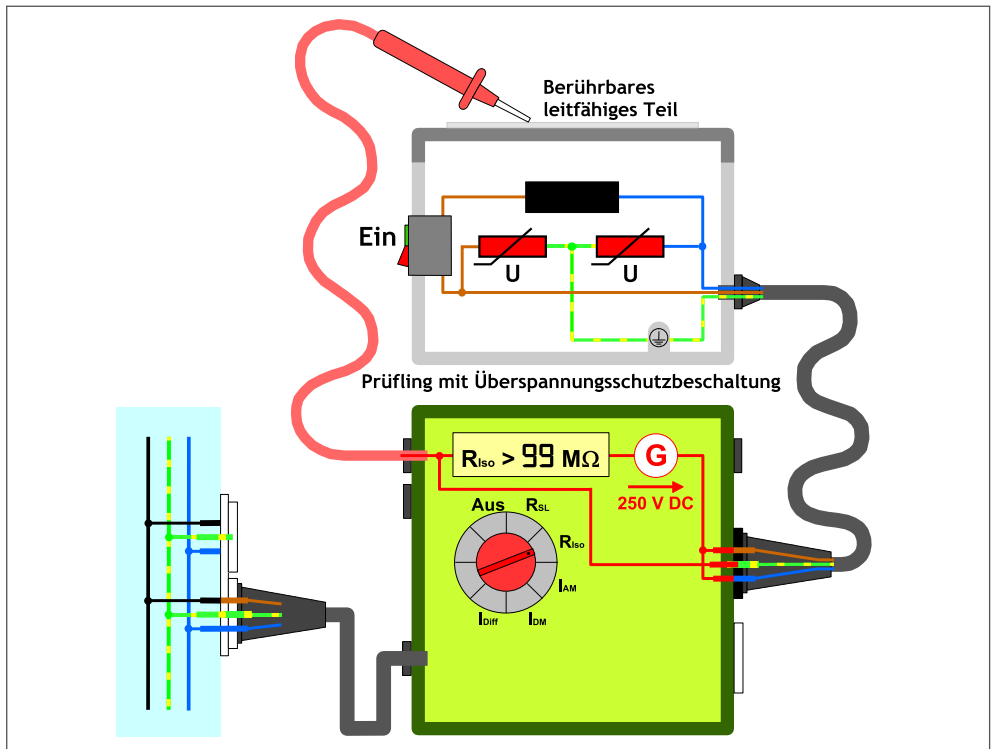 Berührbares
leitfähiges Teil
Ein
U
U
Prüfling mit Überspannungsschutzbeschaltung
RIso > 99 MΩ
G
250 V DC
Aus
RSL
RIso
IAM
IDM
IDiff